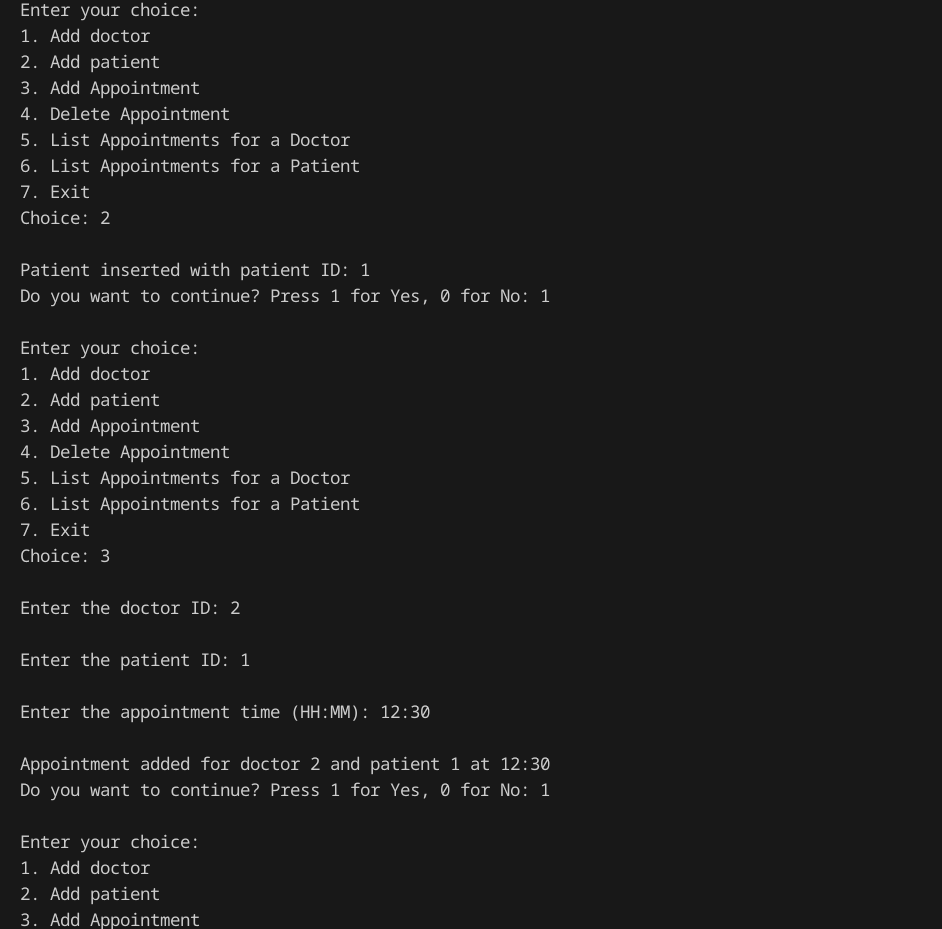 Enter your choice:
1. Add doctor
2. Add patient
3. Add Appointment
4. Delete Appointment
5. List Appointments for a Doctor
6. List Appointments for a Patient
7. Exit
Choice: 2
Patient inserted with patient ID: 1
Do you want to continue? Press 1 for Yes, 0 for No: 1
Enter your choice:
1. Add doctor
2. Add patient
3. Add Appointment
4. Delete Appointment
5. List Appointments for a Doctor
6. List Appointments for a Patient
7. Exit
Choice: 3
Enter the doctor ID: 2
Enter the patient ID: 1
Enter the appointment time (HH:MM): 12:30
Appointment added for doctor 2 and patient 1 at 12:30
Do you want to continue? Press 1 for Yes, 0 for No: 1
Enter your choice:
1. Add doctor
2. Add patient
3. Add Appointment